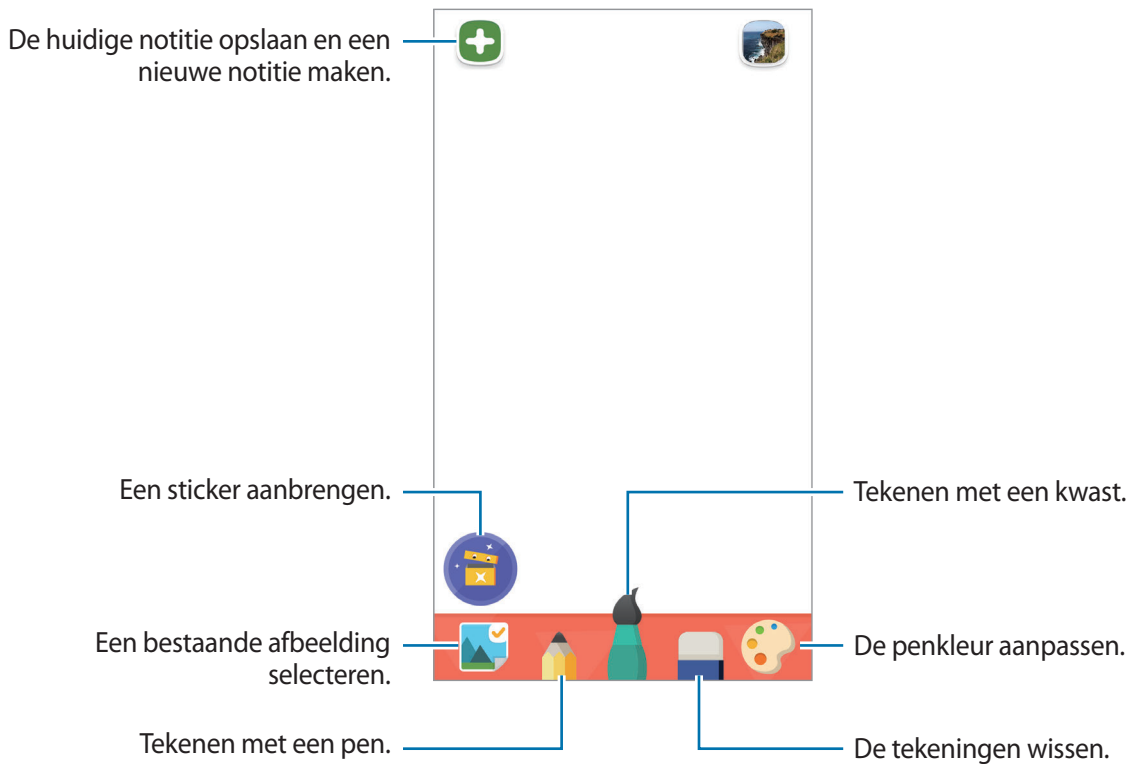 De huidige notitie opslaan en een
nieuwe notitie maken.
Een sticker aanbrengen.
Tekenen met een kwast.
Een bestaande afbeelding
selecteren.
De penkleur aanpassen.
Tekenen met een pen.
De tekeningen wissen.